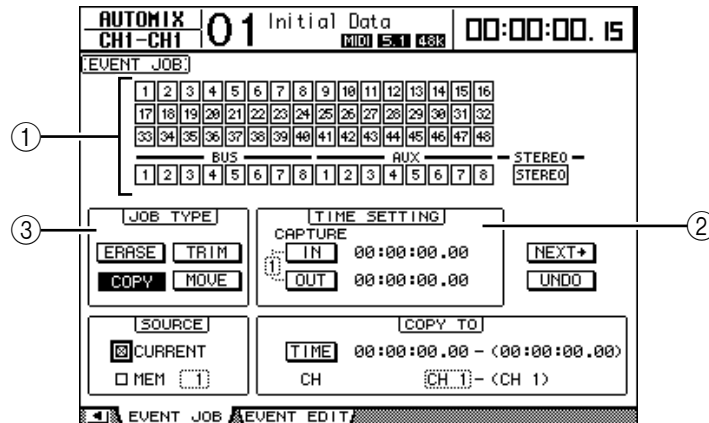 AUTOMIX
CH1-CH1
01
Initial Data
MIDI 5.1 48K
00:00:00. 15
EVENT JOB
1 2 3 4 5 6 7 8 9 10 11 12 13 14 15 16
17 18 19 20 21 22 23 24 25 26 27 28 29 30 31 32
33 34 35 36 37 38 39 40 41 42 43 44 45 46 47 48
BUS AUX STEREO
1 2 3 4 5 6 7 8 1 2 3 4 5 6 7 8 STEREO
1
JOB TYPE
ERASE TRIM
COPY MOVE
3
TIME SETTING
CAPTURE
1
IN 00:00:00.00
OUT 00:00:00.00
2
NEXT+
UNDO
SOURCE
CURRENT
MEM 1
COPY TO
TIME 00:00:00.00 - (00:00:00.00)
CH CH 1 - (CH 1)
EVENT JOB EVENT EDIT